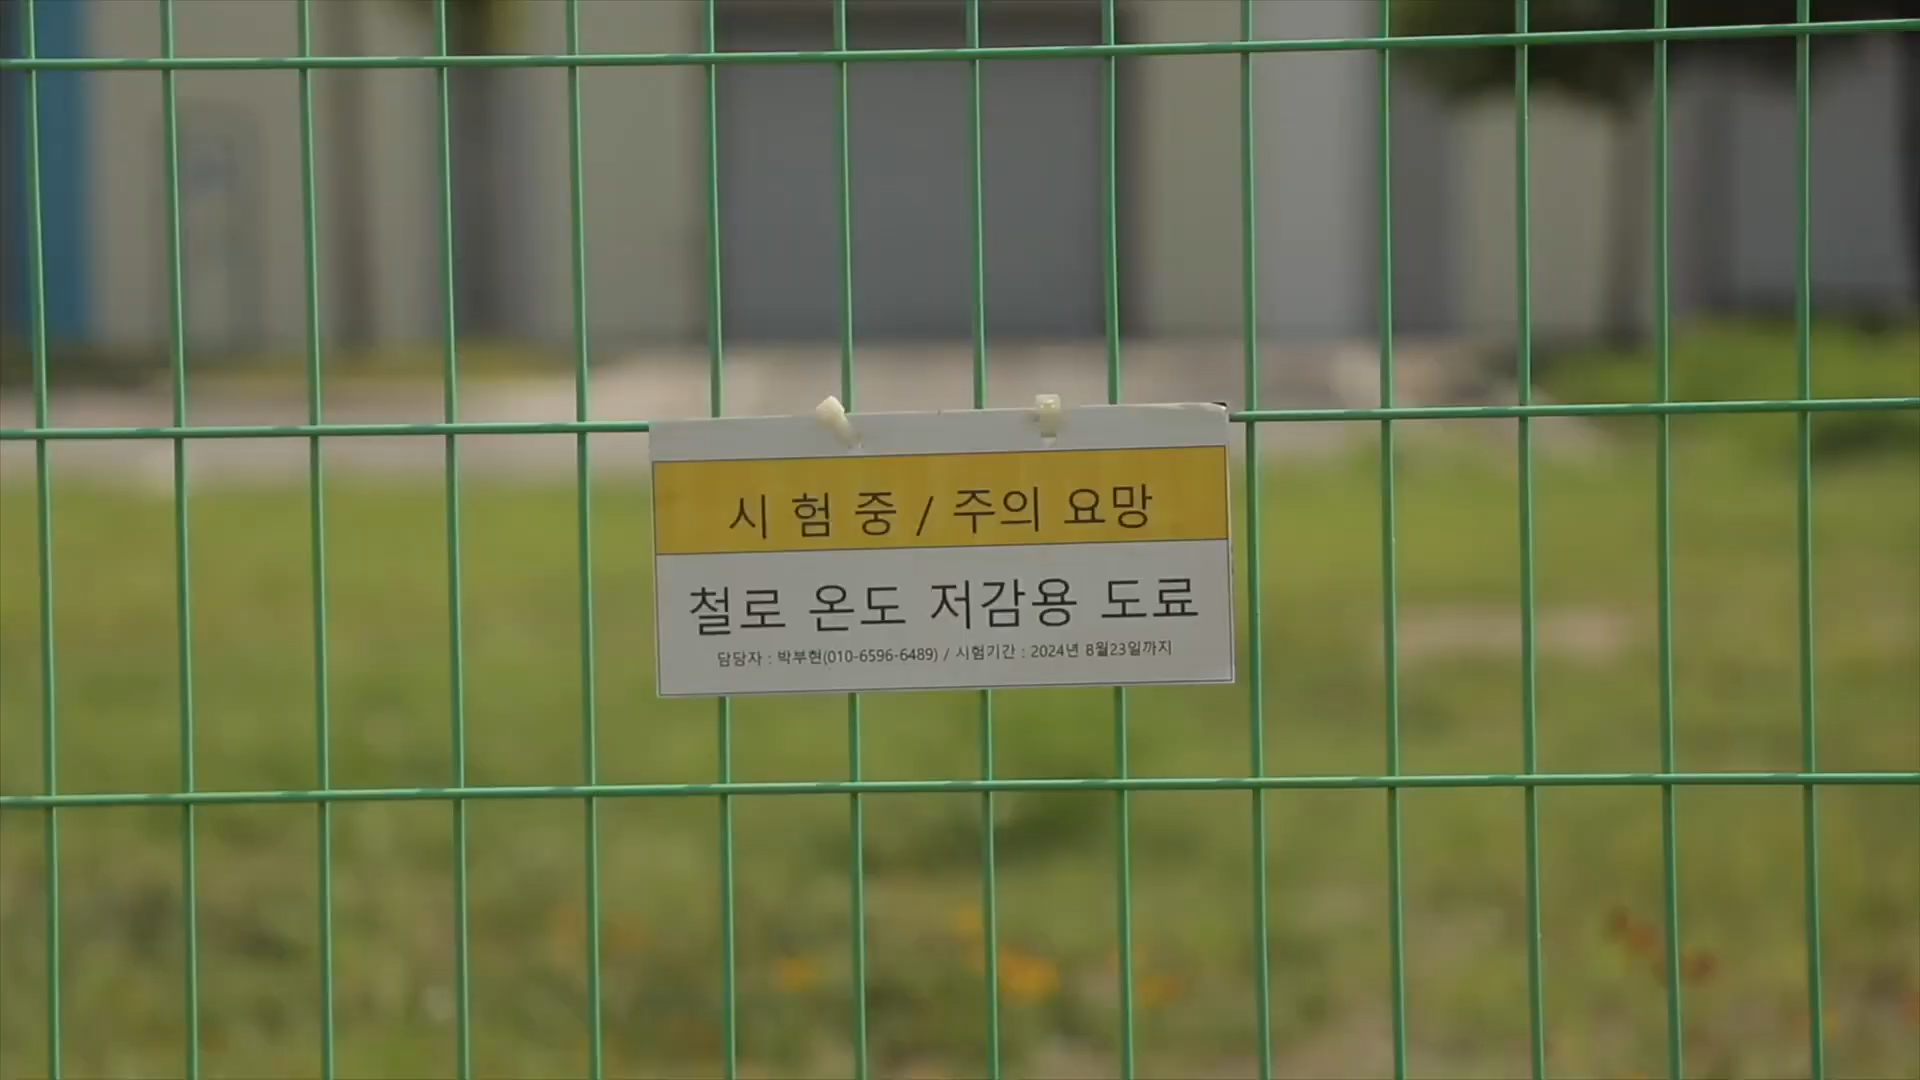 시 험 중 / 주의 요망
철로 온도 저감용 도료
담당자 : 박부현(010-6596-6489) / 시험기간 : 2024년 8월23일까지